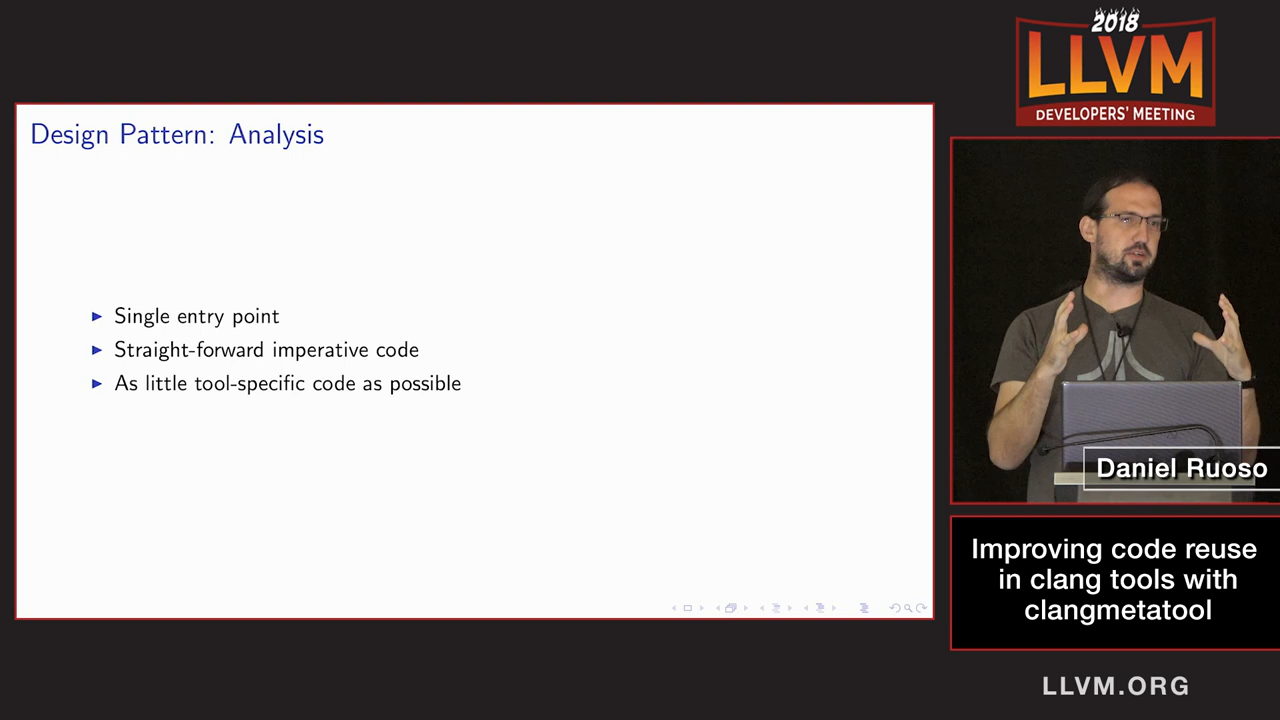 Design Pattern: Analysis
Single entry point
Straight-forward imperative code
As little tool-specific code as possible
2018
LLVM
DEVELOPERS' MEETING
Daniel Ruoso
Improving code reuse
in clang tools with
clangmetatool
LLVM.ORG